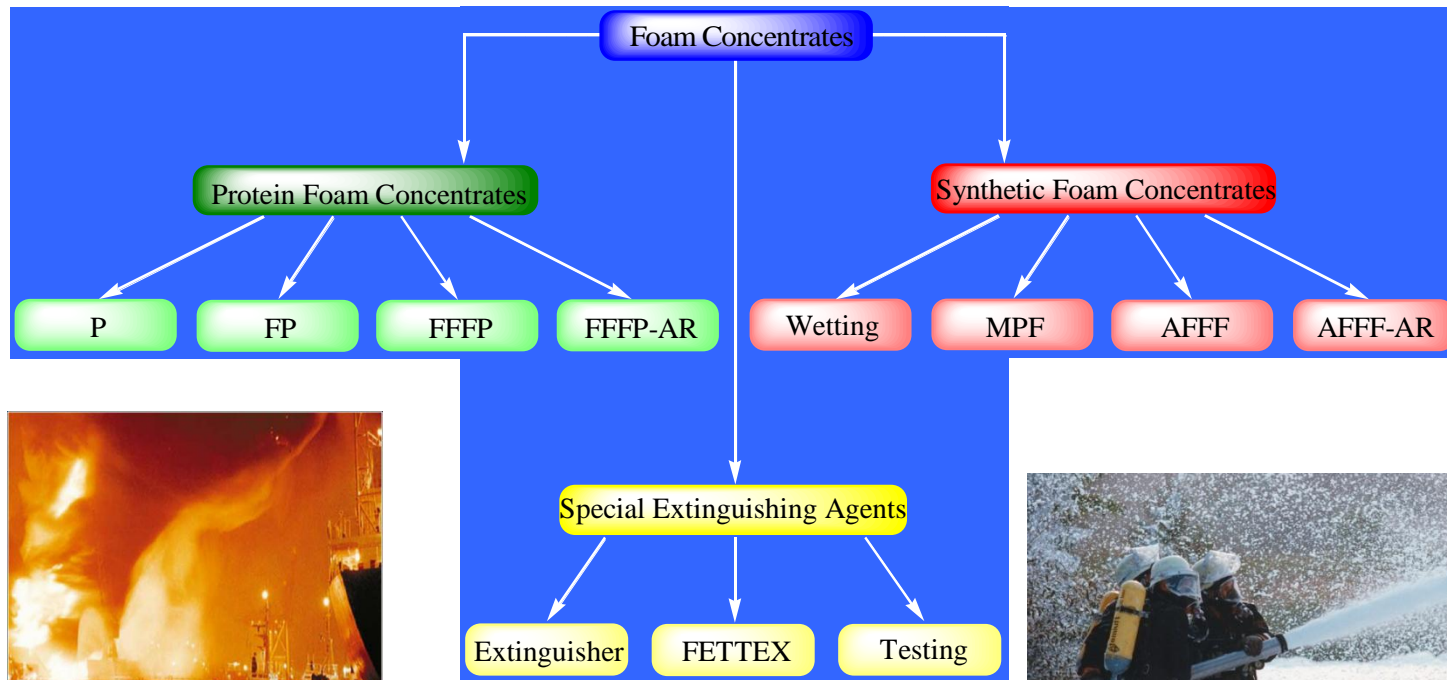 Foam Concentrates
Protein Foam Concentrates
Synthetic Foam Concentrates
P
FP
FFFP
FFFP-AR
Wetting
MPF
AFFF
AFFF-AR
Special Extinguishing Agents
Extinguisher
FETTEX
Testing